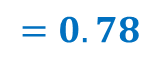 = 0.78